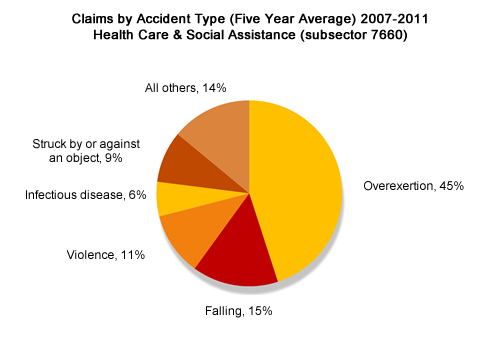 Claims by Accident Type (Five Year Average) 2007-2011
Health Care & Social Assistance (subsector 7660)
All others, 14%
Struck by or against
an object, 9%
Overexertion, 45%
Infectious disease, 6%
Violence, 11%
Falling, 15%